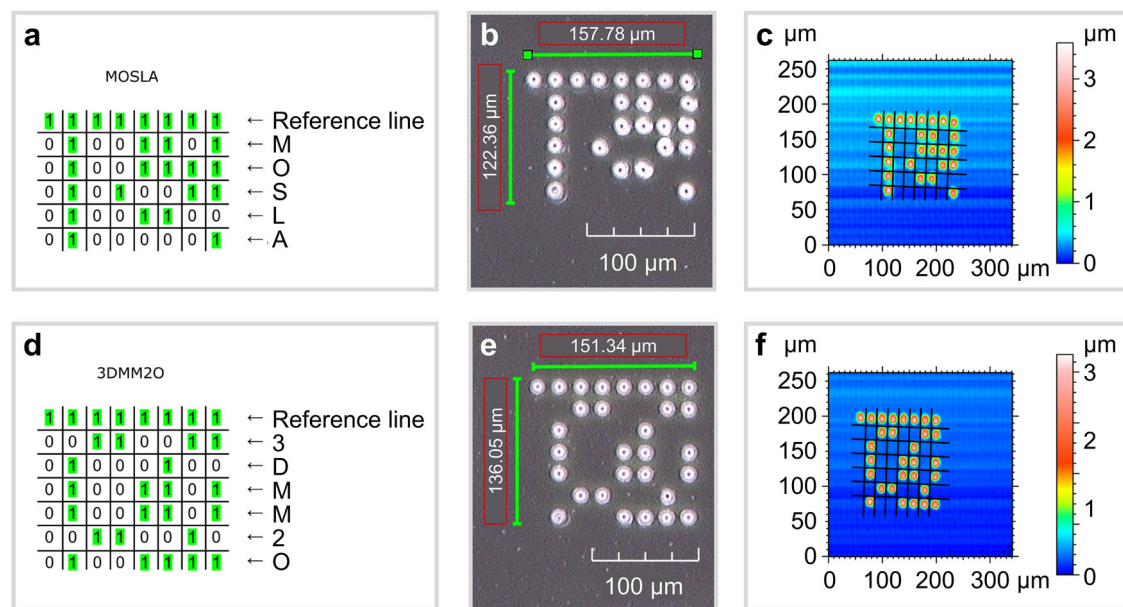 a
MOSLA
1 1 1 1 1 1 1 1 ← Reference line
0 1 0 0 1 1 0 1 ← M
0 1 0 0 1 1 1 1 ← O
0 1 0 1 0 0 1 1 ← S
0 1 0 0 1 1 0 0 ← L
0 1 0 0 0 0 0 1 ← A
b
157.78 µm
122.36 µm
100 µm
c
µm
250
200
150
100
50
0
0 100 200 300 µm
µm
3
2
1
0
d
3DMM2O
1 1 1 1 1 1 1 1 ← Reference line
0 0 1 1 0 0 1 1 ← 3
0 1 0 0 0 1 0 0 ← D
0 1 0 0 1 1 0 1 ← M
0 1 0 0 1 1 0 1 ← M
0 0 1 1 0 0 1 0 ← 2
0 1 0 0 1 1 1 1 ← O
e
151.34 µm
136.05 µm
100 µm
f
µm
250
200
150
100
50
0
0 100 200 300 µm
µm
3
2
1
0